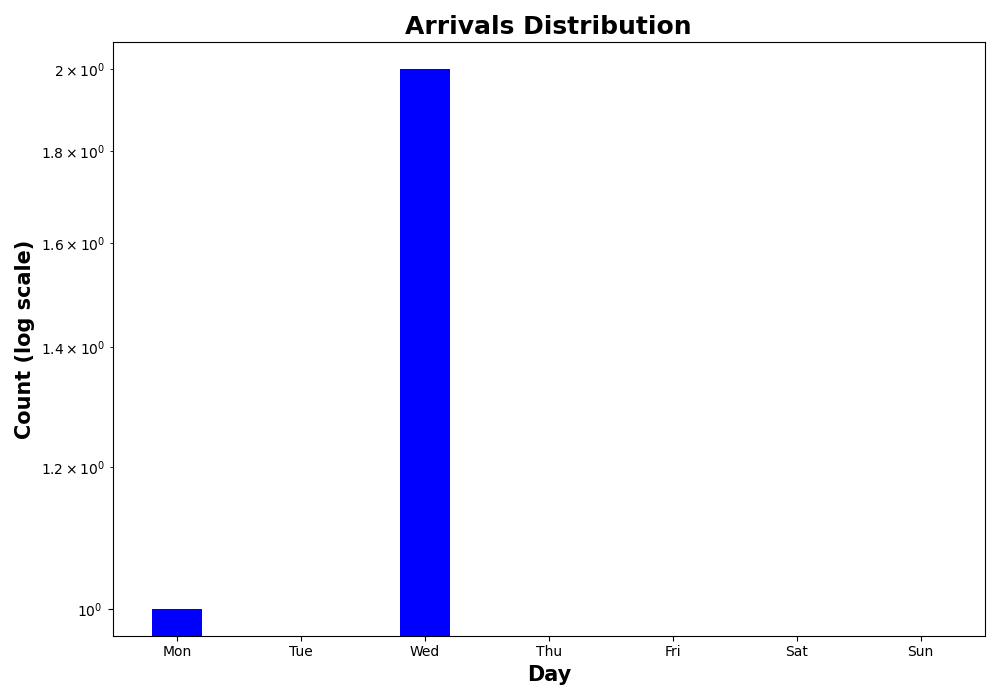 Arrivals Distribution
Count (log scale)
2 × 10⁰
1.8 × 10⁰
1.6 × 10⁰
1.4 × 10⁰
1.2 × 10⁰
10⁰
Mon Tue Wed Thu Fri Sat Sun
Day